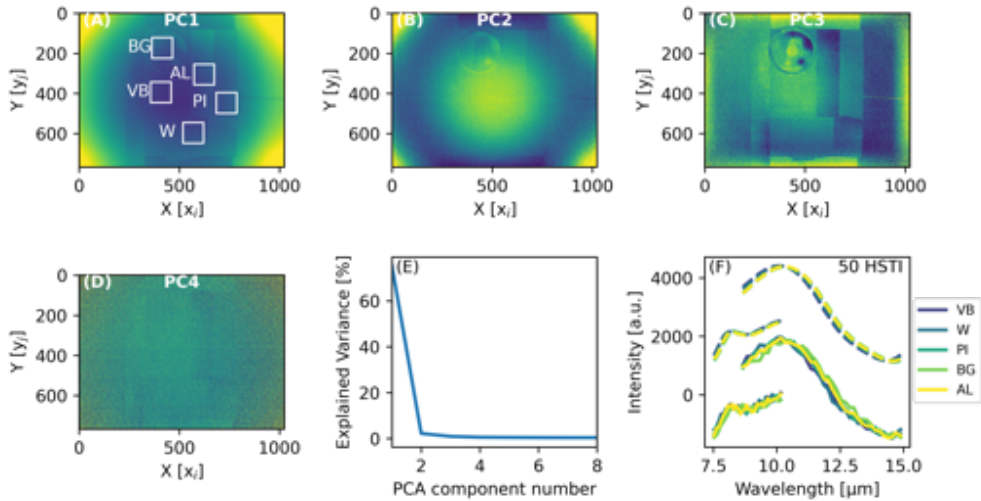 (A) PC1
BG
AL
VB
PI
W
0
200
400
600
Y [yⱼ]
0 500 1000
X [xᵢ]
(B) PC2
0
200
400
600
Y [yⱼ]
0 500 1000
X [xᵢ]
(C) PC3
0
200
400
600
Y [yⱼ]
0 500 1000
X [xᵢ]
(D) PC4
0
200
400
600
Y [yⱼ]
0 500 1000
X [xᵢ]
(E)
60
40
20
0
Explained Variance [%]
2 4 6 8
PCA component number
(F) 50 HSTI
4000
2000
0
Intensity [a.u.]
7.5 10.0 12.5 15.0
Wavelength [µm]
VB
W
PI
BG
AL